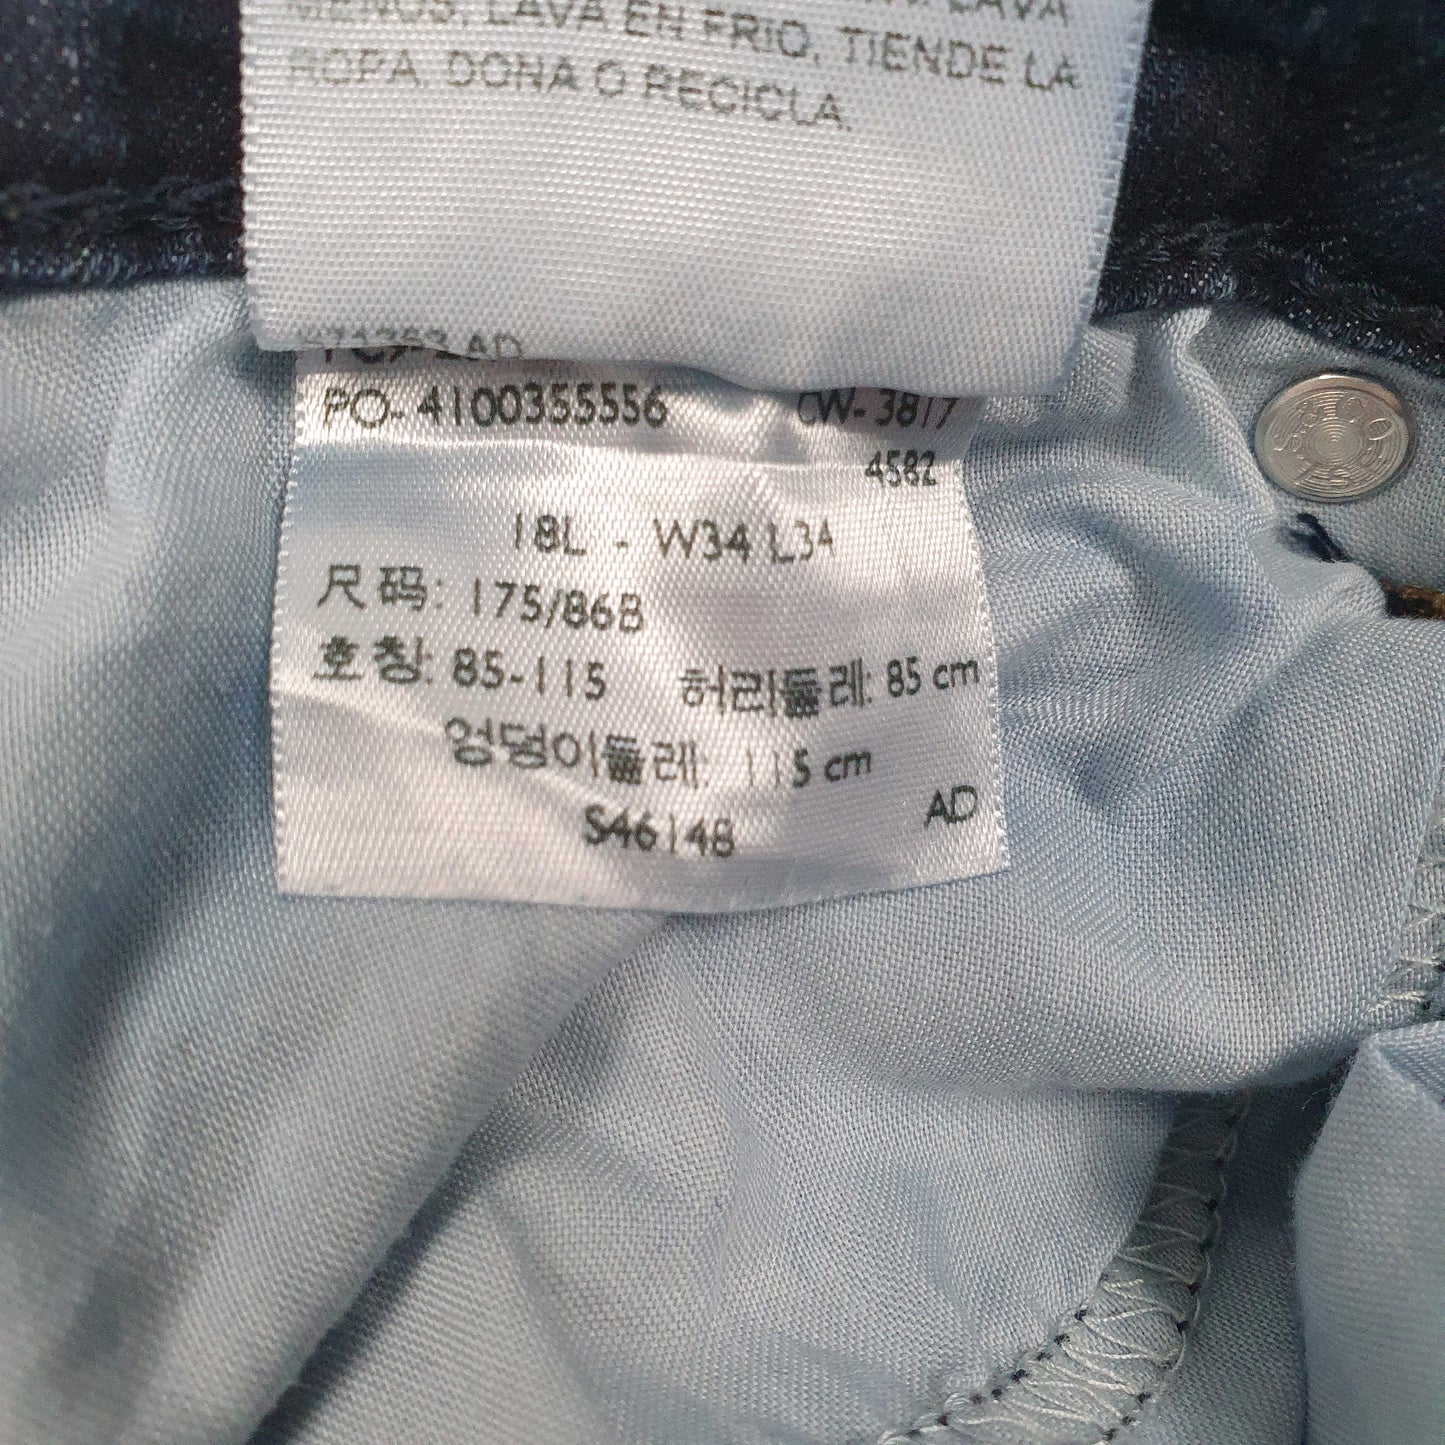 LAVA
MENOS, LAVA EN FRIO, TIENDE LA
ROPA, DONA O RECICLA.
AD
PO- 4100355556 CW- 3817
4582
18L - W34 L34
尺码: 175/86B
호칭: 85-115 허리둘레: 85 cm
엉덩이둘레: 115 cm
S46148 AD